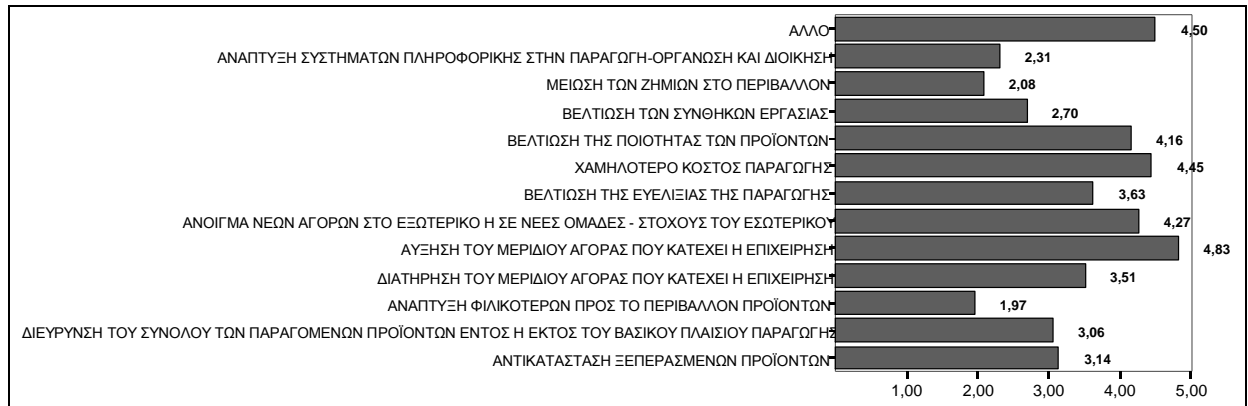 ΑΛΛΟ 4,50
ΑΝΑΠΤΥΞΗ ΣΥΣΤΗΜΑΤΩΝ ΠΛΗΡΟΦΟΡΙΚΗΣ ΣΤΗΝ ΠΑΡΑΓΩΓΗ-ΟΡΓΑΝΩΣΗ ΚΑΙ ΔΙΟΙΚΗΣΗ 2,31
ΜΕΙΩΣΗ ΤΩΝ ΖΗΜΙΩΝ ΣΤΟ ΠΕΡΙΒΑΛΛΟΝ 2,08
ΒΕΛΤΙΩΣΗ ΤΩΝ ΣΥΝΘΗΚΩΝ ΕΡΓΑΣΙΑΣ 2,70
ΒΕΛΤΙΩΣΗ ΤΗΣ ΠΟΙΟΤΗΤΑΣ ΤΩΝ ΠΡΟΪΟΝΤΩΝ 4,16
ΧΑΜΗΛΟΤΕΡΟ ΚΟΣΤΟΣ ΠΑΡΑΓΩΓΗΣ 4,45
ΒΕΛΤΙΩΣΗ ΤΗΣ ΕΥΕΛΙΞΙΑΣ ΤΗΣ ΠΑΡΑΓΩΓΗΣ 3,63
ΑΝΟΙΓΜΑ ΝΕΩΝ ΑΓΟΡΩΝ ΣΤΟ ΕΞΩΤΕΡΙΚΟ Η ΣΕ ΝΕΕΣ ΟΜΑΔΕΣ - ΣΤΟΧΟΥΣ ΤΟΥ ΕΣΩΤΕΡΙΚΟΥ 4,27
ΑΥΞΗΣΗ ΤΟΥ ΜΕΡΙΔΙΟΥ ΑΓΟΡΑΣ ΠΟΥ ΚΑΤΕΧΕΙ Η ΕΠΙΧΕΙΡΗΣΗ 4,83
ΔΙΑΤΗΡΗΣΗ ΤΟΥ ΜΕΡΙΔΙΟΥ ΑΓΟΡΑΣ ΠΟΥ ΚΑΤΕΧΕΙ Η ΕΠΙΧΕΙΡΗΣΗ 3,51
ΑΝΑΠΤΥΞΗ ΦΙΛΙΚΟΤΕΡΩΝ ΠΡΟΣ ΤΟ ΠΕΡΙΒΑΛΛΟΝ ΠΡΟΪΟΝΤΩΝ 1,97
ΔΙΕΥΡΥΝΣΗ ΤΟΥ ΣΥΝΟΛΟΥ ΤΩΝ ΠΑΡΑΓΟΜΕΝΩΝ ΠΡΟΪΟΝΤΩΝ ΕΝΤΟΣ Η ΕΚΤΟΣ ΤΟΥ ΒΑΣΙΚΟΥ ΠΛΑΙΣΙΟΥ ΠΑΡΑΓΩΓΗΣ 3,06
ΑΝΤΙΚΑΤΑΣΤΑΣΗ ΞΕΠΕΡΑΣΜΕΝΩΝ ΠΡΟΪΟΝΤΩΝ 3,14
1,00 2,00 3,00 4,00 5,00